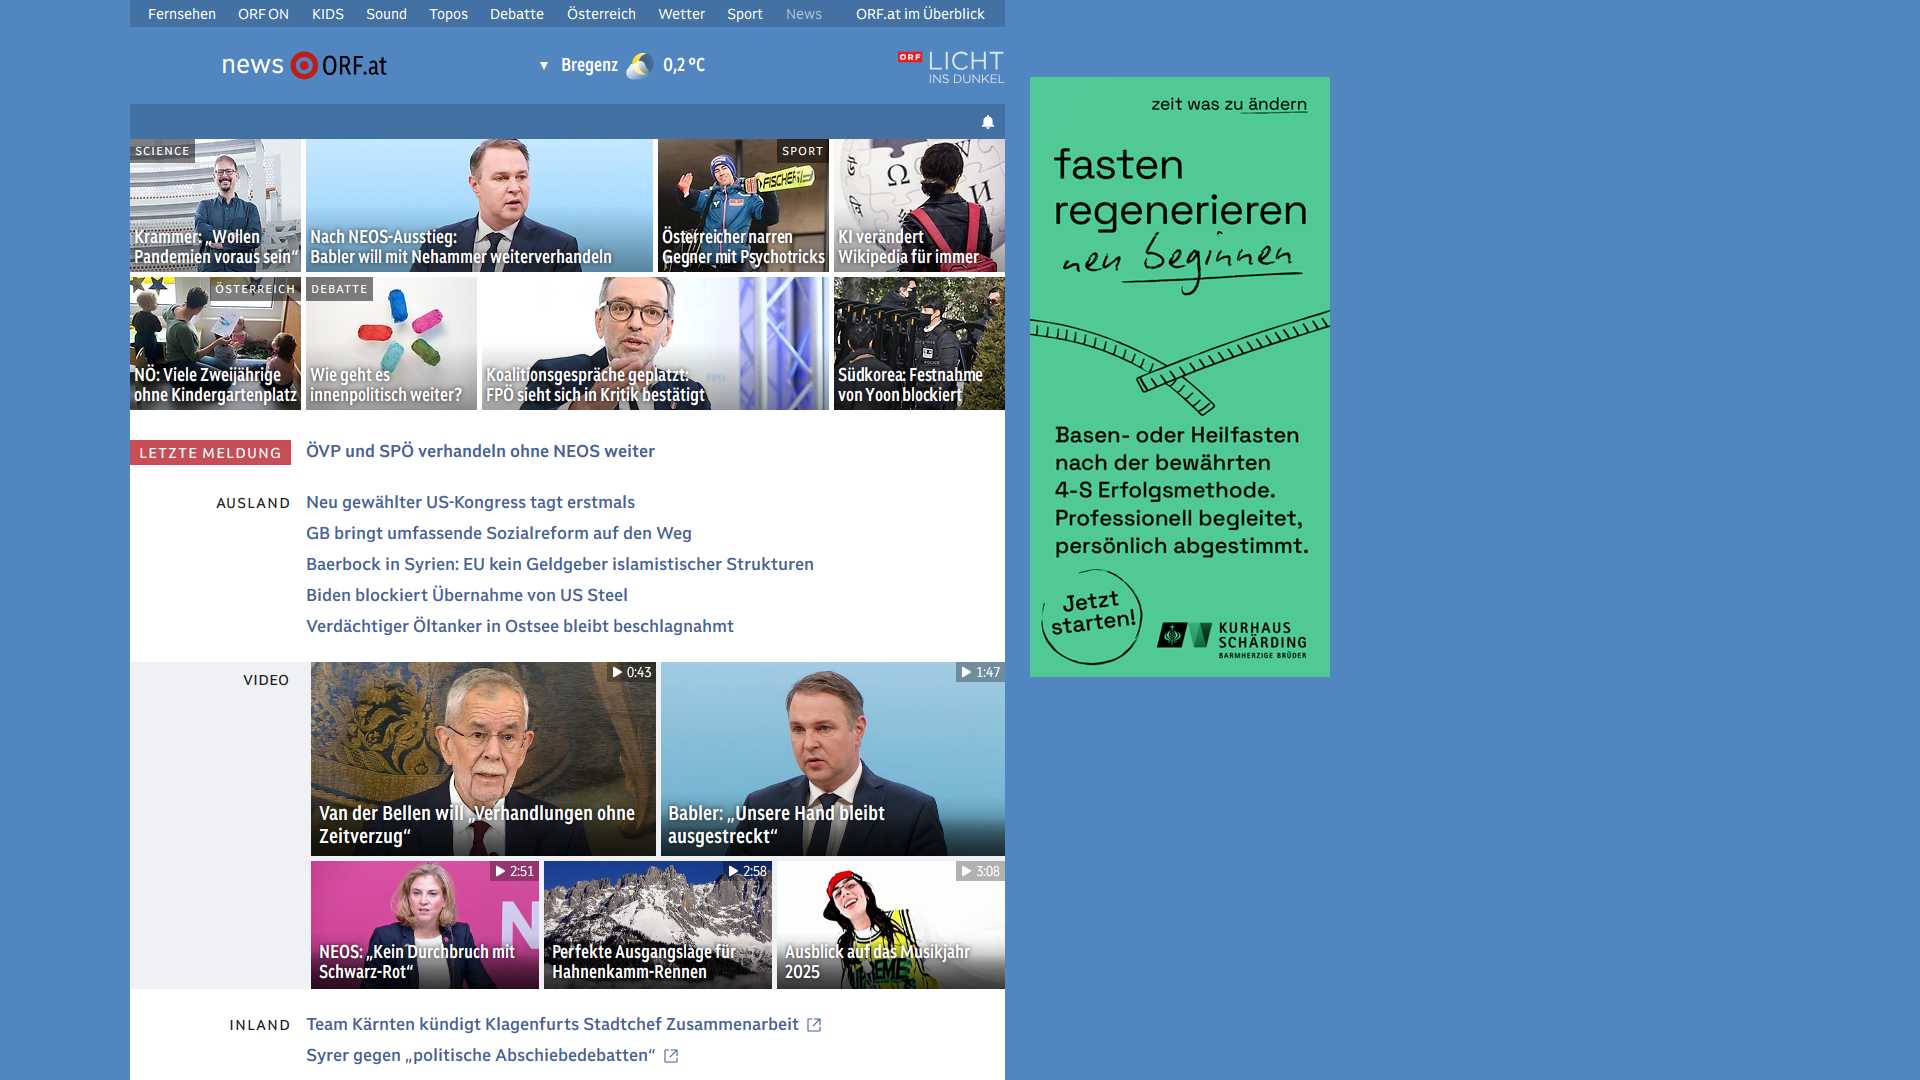 Fernsehen ORF ON KIDS Sound Topos Debatte Österreich Wetter Sport News ORF.at im Überblick
news ORF.at
▼ Bregenz 0,2 °C
ORF LICHT
INS DUNKEL
SCIENCE
Krammer: „Wollen
Pandemien voraus sein“
Nach NEOS-Ausstieg:
Babler will mit Nehammer weiterverhandeln
SPORT
FISCHER
Österreicher narren
Gegner mit Psychotricks
Ω
И
KI verändert
Wikipedia für immer
ÖSTERREICH
NÖ: Viele Zweijährige
ohne Kindergartenplatz
DEBATTE
Wie geht es
innenpolitisch weiter?
Koalitionsgespräche geplatzt:
FPÖ sieht sich in Kritik bestätigt
Südkorea: Festnahme
von Yoon blockiert
LETZTE MELDUNG
ÖVP und SPÖ verhandeln ohne NEOS weiter
AUSLAND
Neu gewählter US-Kongress tagt erstmals
GB bringt umfassende Sozialreform auf den Weg
Baerbock in Syrien: EU kein Geldgeber islamistischer Strukturen
Biden blockiert Übernahme von US Steel
Verdächtiger Öltanker in Ostsee bleibt beschlagnahmt
VIDEO
0:43
Van der Bellen will „Verhandlungen ohne
Zeitverzug“
1:47
Babler: „Unsere Hand bleibt
ausgestreckt“
2:51
N
NEOS: „Kein Durchbruch mit
Schwarz-Rot“
2:58
Perfekte Ausgangslage für
Hahnenkamm-Rennen
3:08
Ausblick auf das Musikjahr
2025
INLAND
Team Kärnten kündigt Klagenfurts Stadtchef Zusammenarbeit
Syrer gegen „politische Abschiebedebatten“
zeit was zu ändern
fasten
regenerieren
neu beginnen
Basen- oder Heilfasten
nach der bewährten
4-S Erfolgsmethode.
Professionell begleitet,
persönlich abgestimmt.
Jetzt
starten!
KURHAUS
SCHÄRDING
BARMHERZIGE BRÜDER